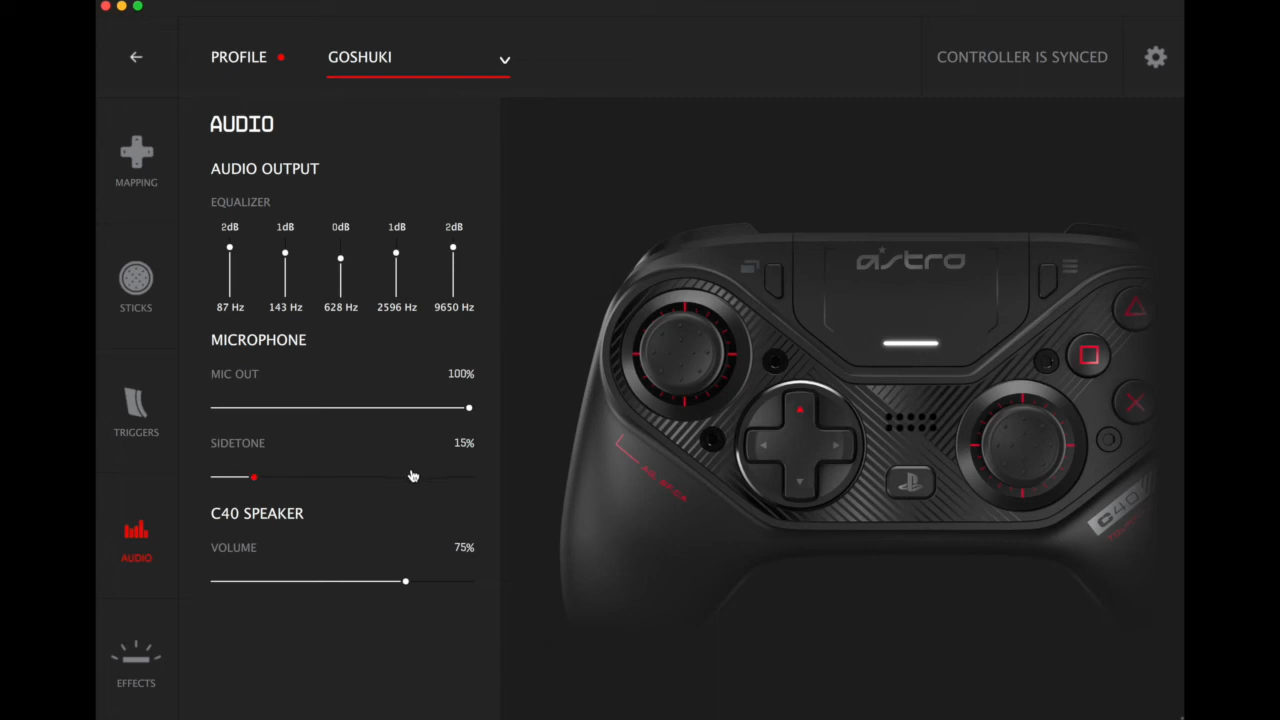 PROFILE GOSHUKI CONTROLLER IS SYNCED
AUDIO
AUDIO OUTPUT
EQUALIZER
2dB 1dB 0dB 1dB 2dB
87 Hz 143 Hz 628 Hz 2596 Hz 9650 Hz
MICROPHONE
MIC OUT 100%
SIDETONE 15%
C40 SPEAKER
VOLUME 75%
MAPPING
STICKS
TRIGGERS
AUDIO
EFFECTS
astro
C40